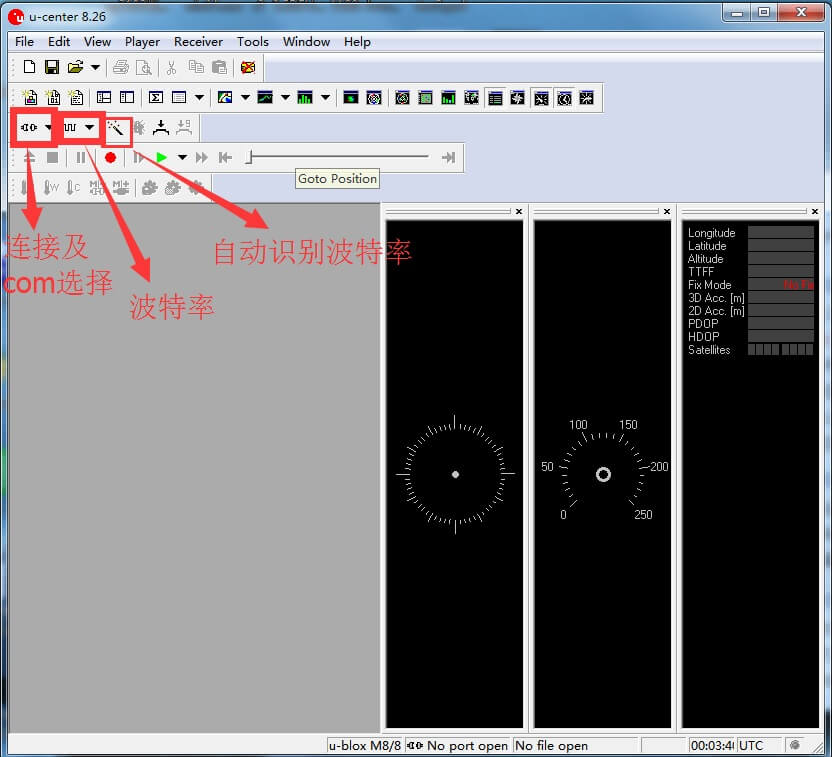 u-center 8.26
File Edit View Player Receiver Tools Window Help
Goto Position
连接及
com选择
波特率
自动识别波特率
0
50
100
150
200
250
Longitude
Latitude
Altitude
TTFF
Fix Mode No Fix
3D Acc. [m]
2D Acc. [m]
PDOP
HDOP
Satellites
u-blox M8/8 No port open No file open 00:03:4 UTC